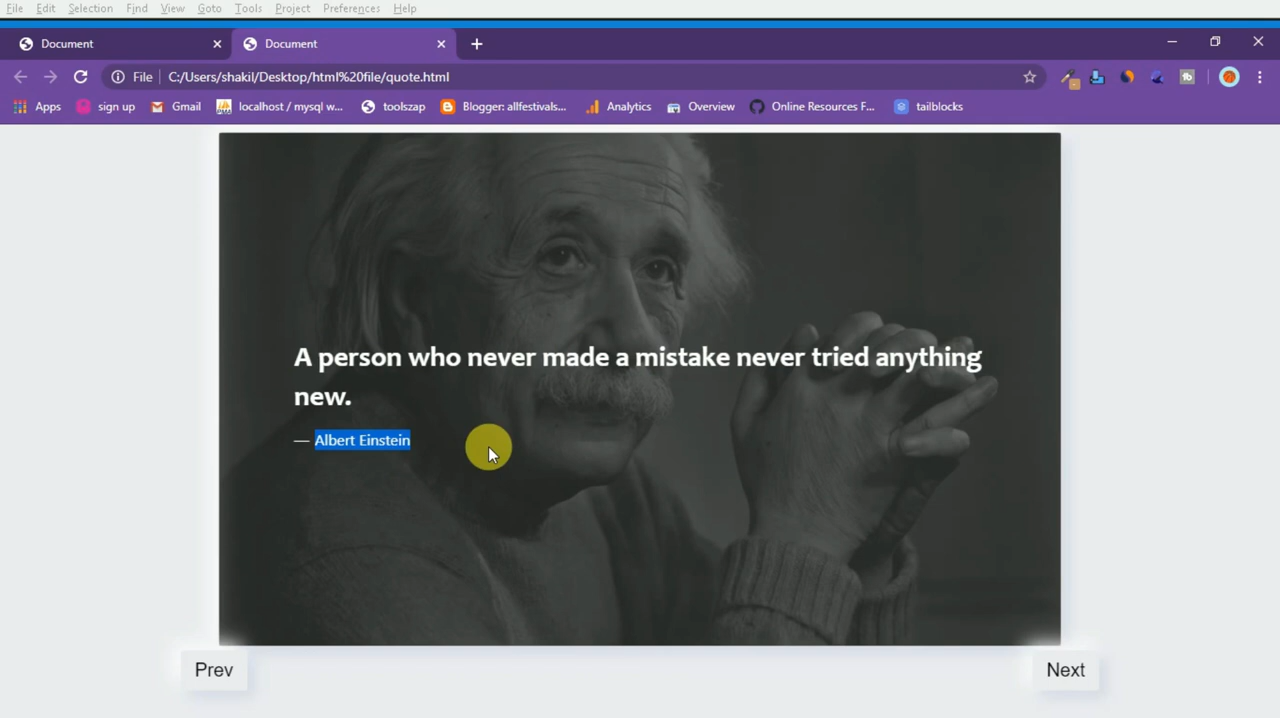 File Edit Selection View Find Goto Tools Project Preferences Help
Document Document
File C:/Users/shakil/Desktop/html%20file/quote.html
Apps sign up Gmail localhost / mysql w... toolszap Blogger: allfestivals... Analytics Overview Online Resources F... tailblocks
A person who never made a mistake never tried anything
new.
— Albert Einstein
Prev Next